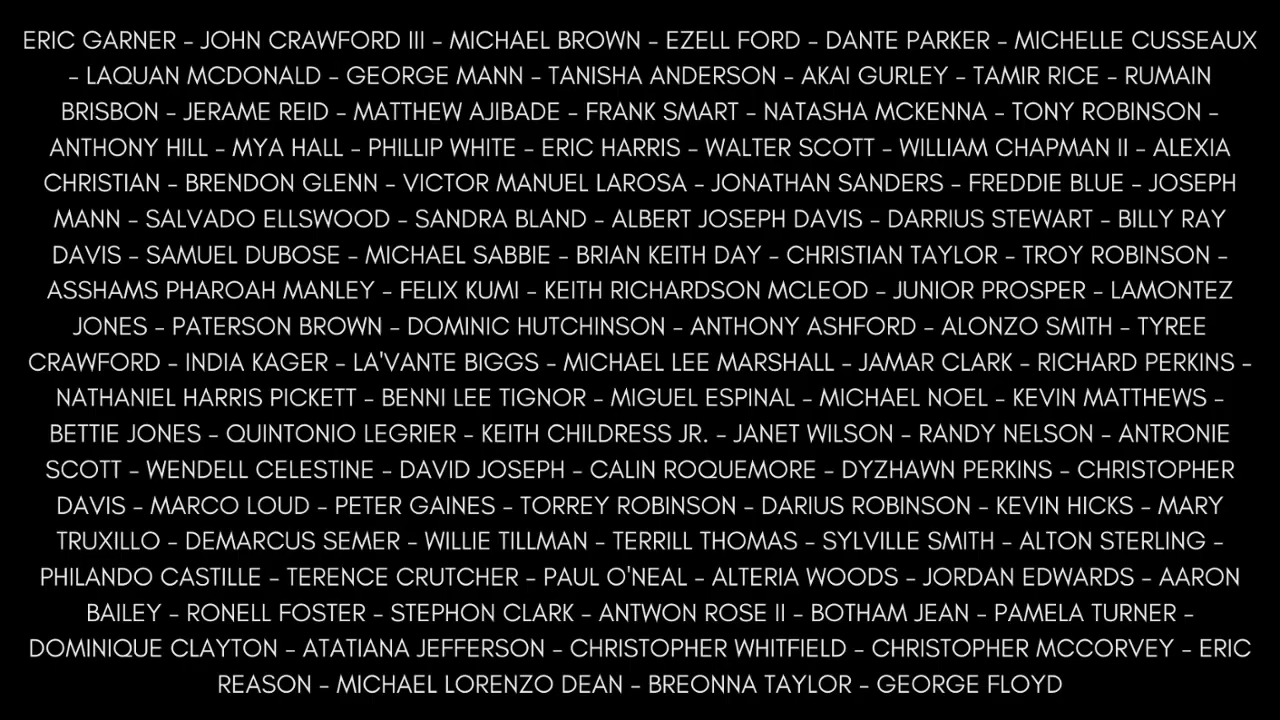 ERIC GARNER - JOHN CRAWFORD III - MICHAEL BROWN - EZELL FORD - DANTE PARKER - MICHELLE CUSSEAUX
- LAQUAN MCDONALD - GEORGE MANN - TANISHA ANDERSON - AKAI GURLEY - TAMIR RICE - RUMAIN
BRISBON - JERAME REID - MATTHEW AJIBADE - FRANK SMART - NATASHA MCKENNA - TONY ROBINSON -
ANTHONY HILL - MYA HALL - PHILLIP WHITE - ERIC HARRIS - WALTER SCOTT - WILLIAM CHAPMAN II - ALEXIA
CHRISTIAN - BRENDON GLENN - VICTOR MANUEL LAROSA - JONATHAN SANDERS - FREDDIE BLUE - JOSEPH
MANN - SALVADO ELLSWOOD - SANDRA BLAND - ALBERT JOSEPH DAVIS - DARRIUS STEWART - BILLY RAY
DAVIS - SAMUEL DUBOSE - MICHAEL SABBIE - BRIAN KEITH DAY - CHRISTIAN TAYLOR - TROY ROBINSON -
ASSHAMS PHAROAH MANLEY - FELIX KUMI - KEITH RICHARDSON MCLEOD - JUNIOR PROSPER - LAMONTEZ
JONES - PATERSON BROWN - DOMINIC HUTCHINSON - ANTHONY ASHFORD - ALONZO SMITH - TYREE
CRAWFORD - INDIA KAGER - LA'VANTE BIGGS - MICHAEL LEE MARSHALL - JAMAR CLARK - RICHARD PERKINS -
NATHANIEL HARRIS PICKETT - BENNI LEE TIGNOR - MIGUEL ESPINAL - MICHAEL NOEL - KEVIN MATTHEWS -
BETTIE JONES - QUINTONIO LEGRIER - KEITH CHILDRESS JR. - JANET WILSON - RANDY NELSON - ANTRONIE
SCOTT - WENDELL CELESTINE - DAVID JOSEPH - CALIN ROQUEMORE - DYZHAWN PERKINS - CHRISTOPHER
DAVIS - MARCO LOUD - PETER GAINES - TORREY ROBINSON - DARIUS ROBINSON - KEVIN HICKS - MARY
TRUXILLO - DEMARCUS SEMER - WILLIE TILLMAN - TERRILL THOMAS - SYLVILLE SMITH - ALTON STERLING -
PHILANDO CASTILLE - TERENCE CRUTCHER - PAUL O'NEAL - ALTERIA WOODS - JORDAN EDWARDS - AARON
BAILEY - RONELL FOSTER - STEPHON CLARK - ANTWON ROSE II - BOTHAM JEAN - PAMELA TURNER -
DOMINIQUE CLAYTON - ATATIANA JEFFERSON - CHRISTOPHER WHITFIELD - CHRISTOPHER MCCORVEY - ERIC
REASON - MICHAEL LORENZO DEAN - BREONNA TAYLOR - GEORGE FLOYD